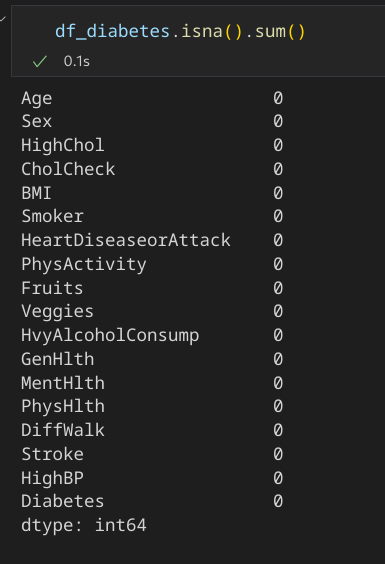 df_diabetes.isna().sum()
0.1s
Age 0
Sex 0
HighChol 0
CholCheck 0
BMI 0
Smoker 0
HeartDiseaseorAttack 0
PhysActivity 0
Fruits 0
Veggies 0
HvyAlcoholConsump 0
GenHlth 0
MentHlth 0
PhysHlth 0
DiffWalk 0
Stroke 0
HighBP 0
Diabetes 0
dtype: int64